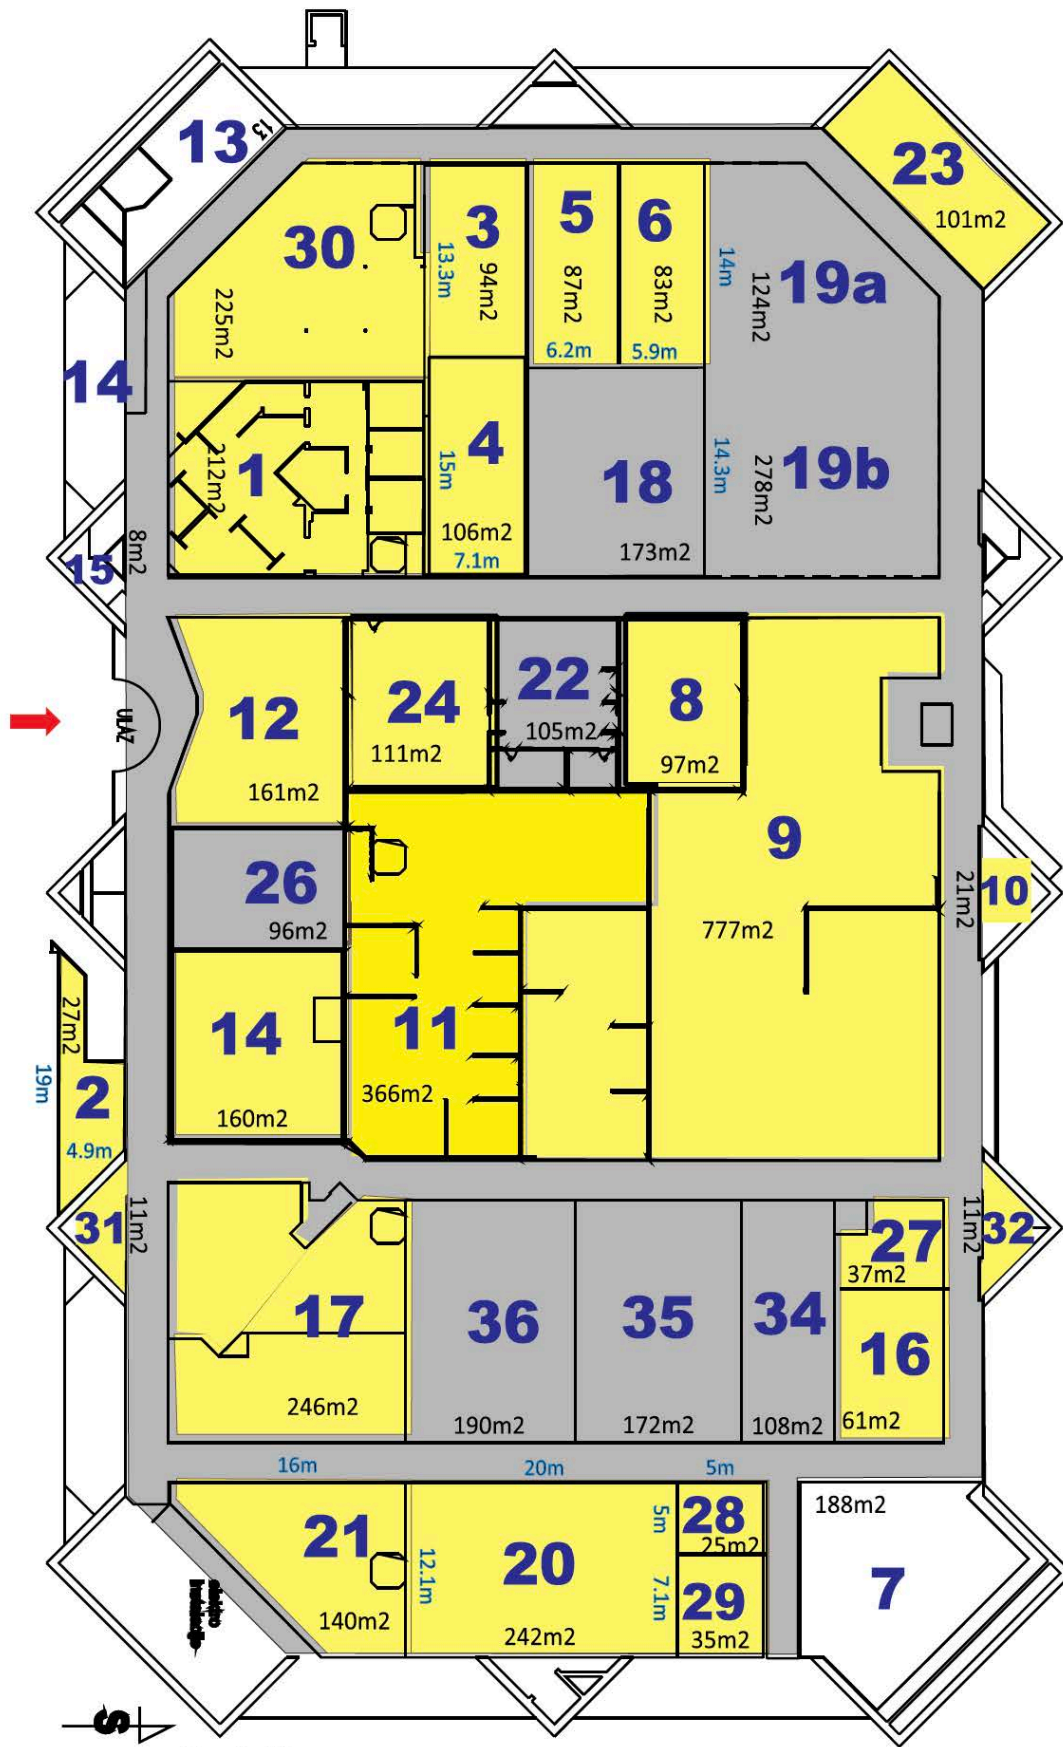 13
13
23
101m2
30
225m2
3
13.3m
94m2
5
87m2
6.2m
6
83m2
5.9m
14m
124m2
19a
14
1
212m2
4
15m
106m2
7.1m
18
173m2
14.3m
278m2
19b
15
8m2
ULAZ
12
161m2
24
111m2
22
105m2
8
97m2
9
777m2
10
21m2
26
96m2
14
160m2
11
366m2
27m2
19m
2
4.9m
31
11m2
11m2
32
17
246m2
36
190m2
35
172m2
34
108m2
27
37m2
16
61m2
16m
20m
5m
21
140m2
12.1m
20
242m2
5m
28
25m2
7.1m
29
35m2
188m2
7
elektro
instalacije
S